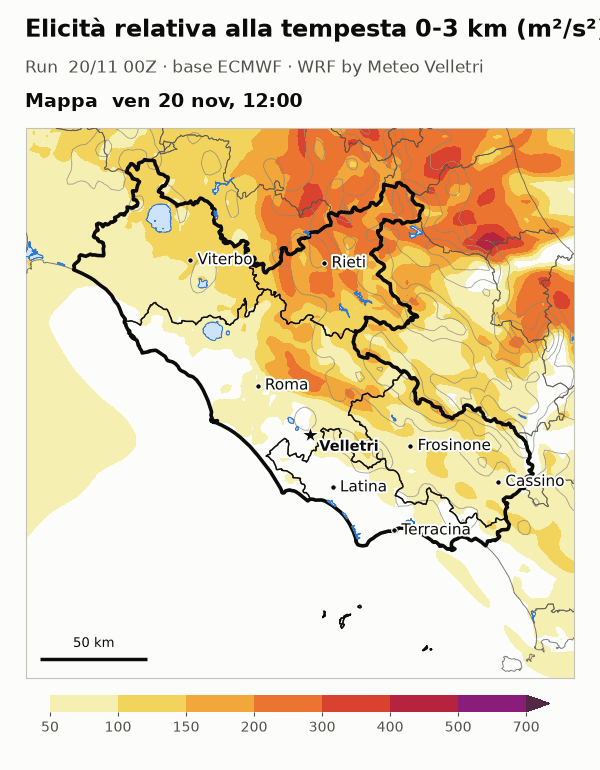 Elicità relativa alla tempesta 0-3 km (m²/s²)
Run  20/11 00Z · base ECMWF · WRF by Meteo Velletri
Mappa  ven 20 nov, 12:00
Viterbo
Rieti
Roma
Velletri
Frosinone
Cassino
Latina
Terracina
50 km
50 100 150 200 300 400 500 700